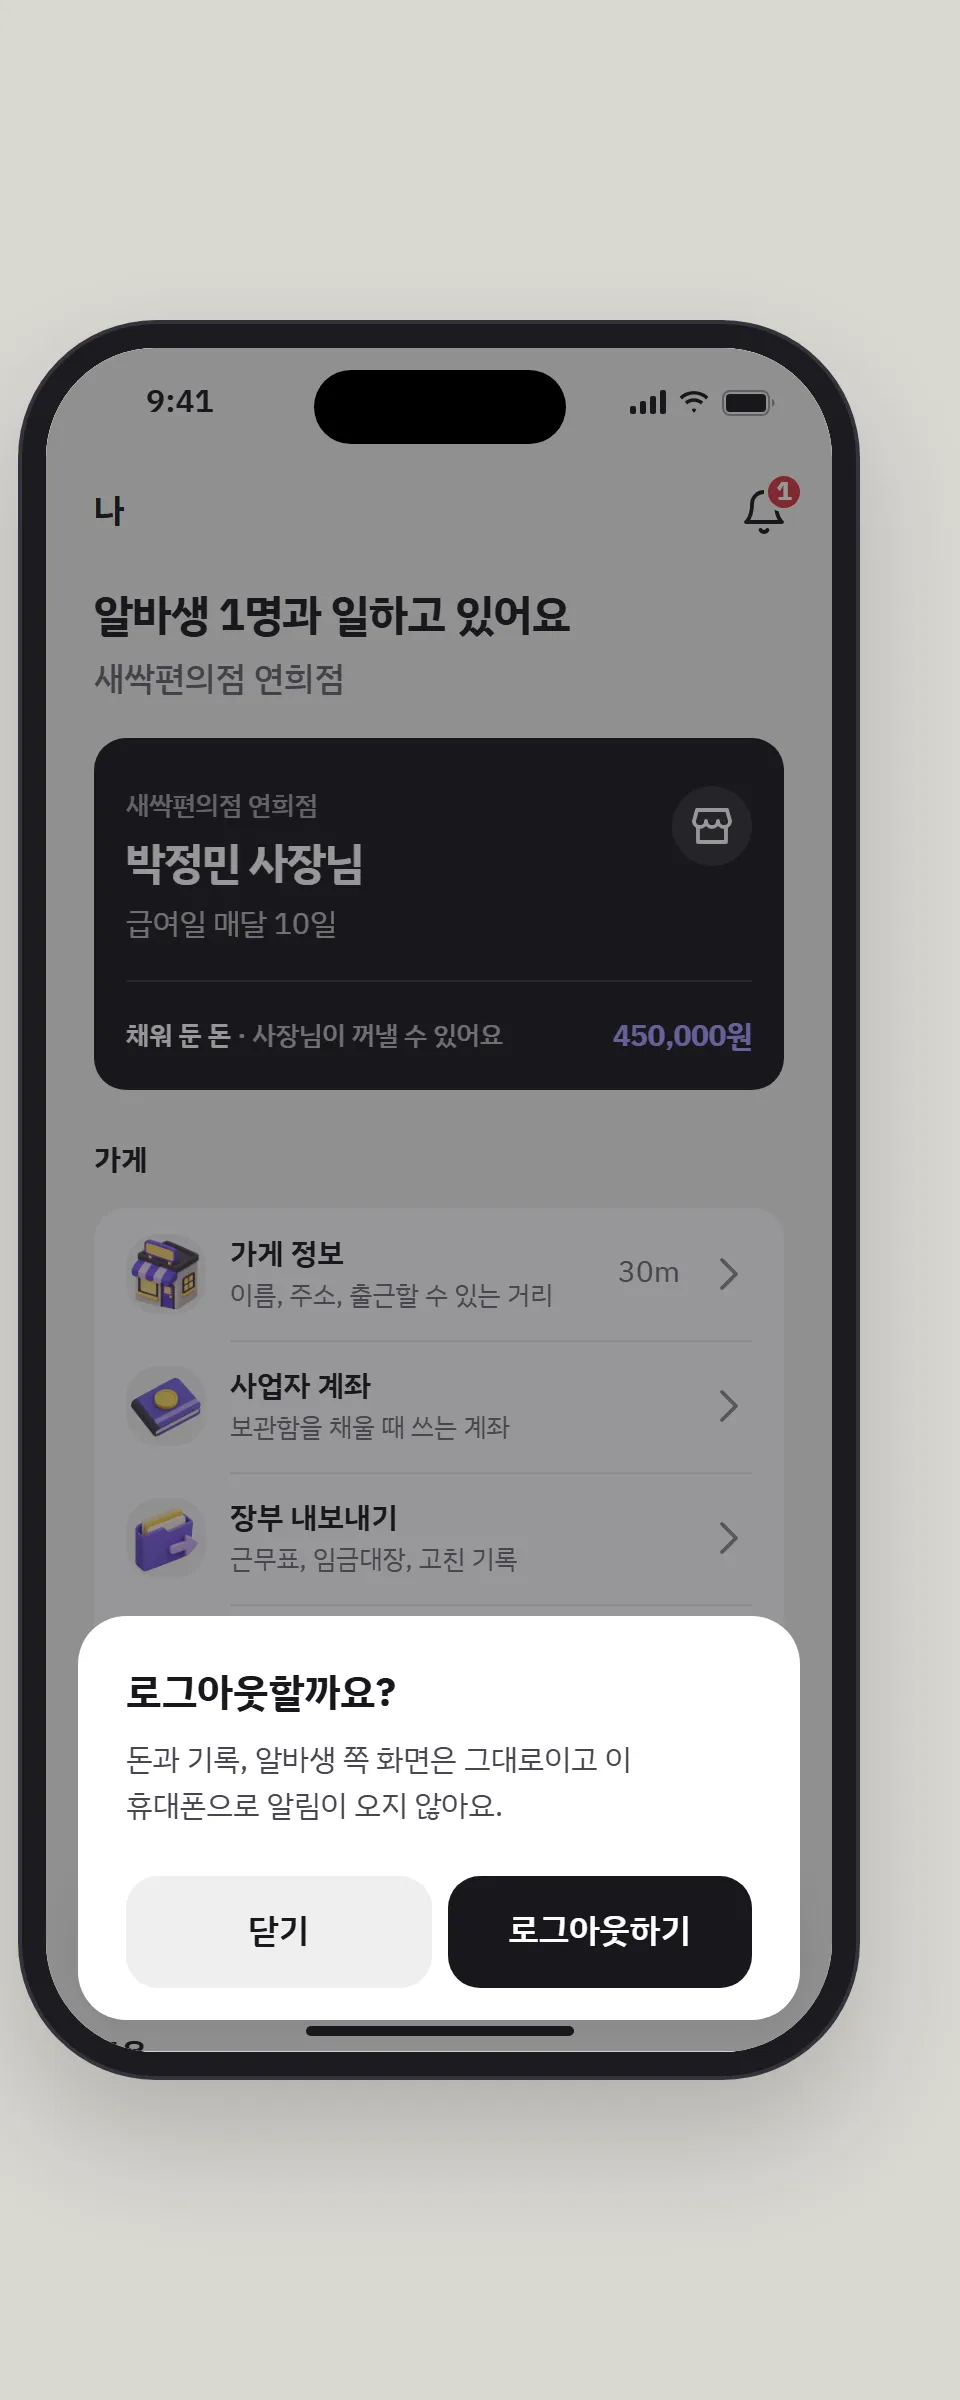 9:41
나
1
알바생 1명과 일하고 있어요
새싹편의점 연희점
새싹편의점 연희점
박정민 사장님
급여일 매달 10일
채워 둔 돈 · 사장님이 꺼낼 수 있어요 450,000원
가게
가게 정보
이름, 주소, 출근할 수 있는 거리
30m
사업자 계좌
보관함을 채울 때 쓰는 계좌
장부 내보내기
근무표, 임금대장, 고친 기록
로그아웃할까요?
돈과 기록, 알바생 쪽 화면은 그대로이고 이
휴대폰으로 알림이 오지 않아요.
닫기
로그아웃하기